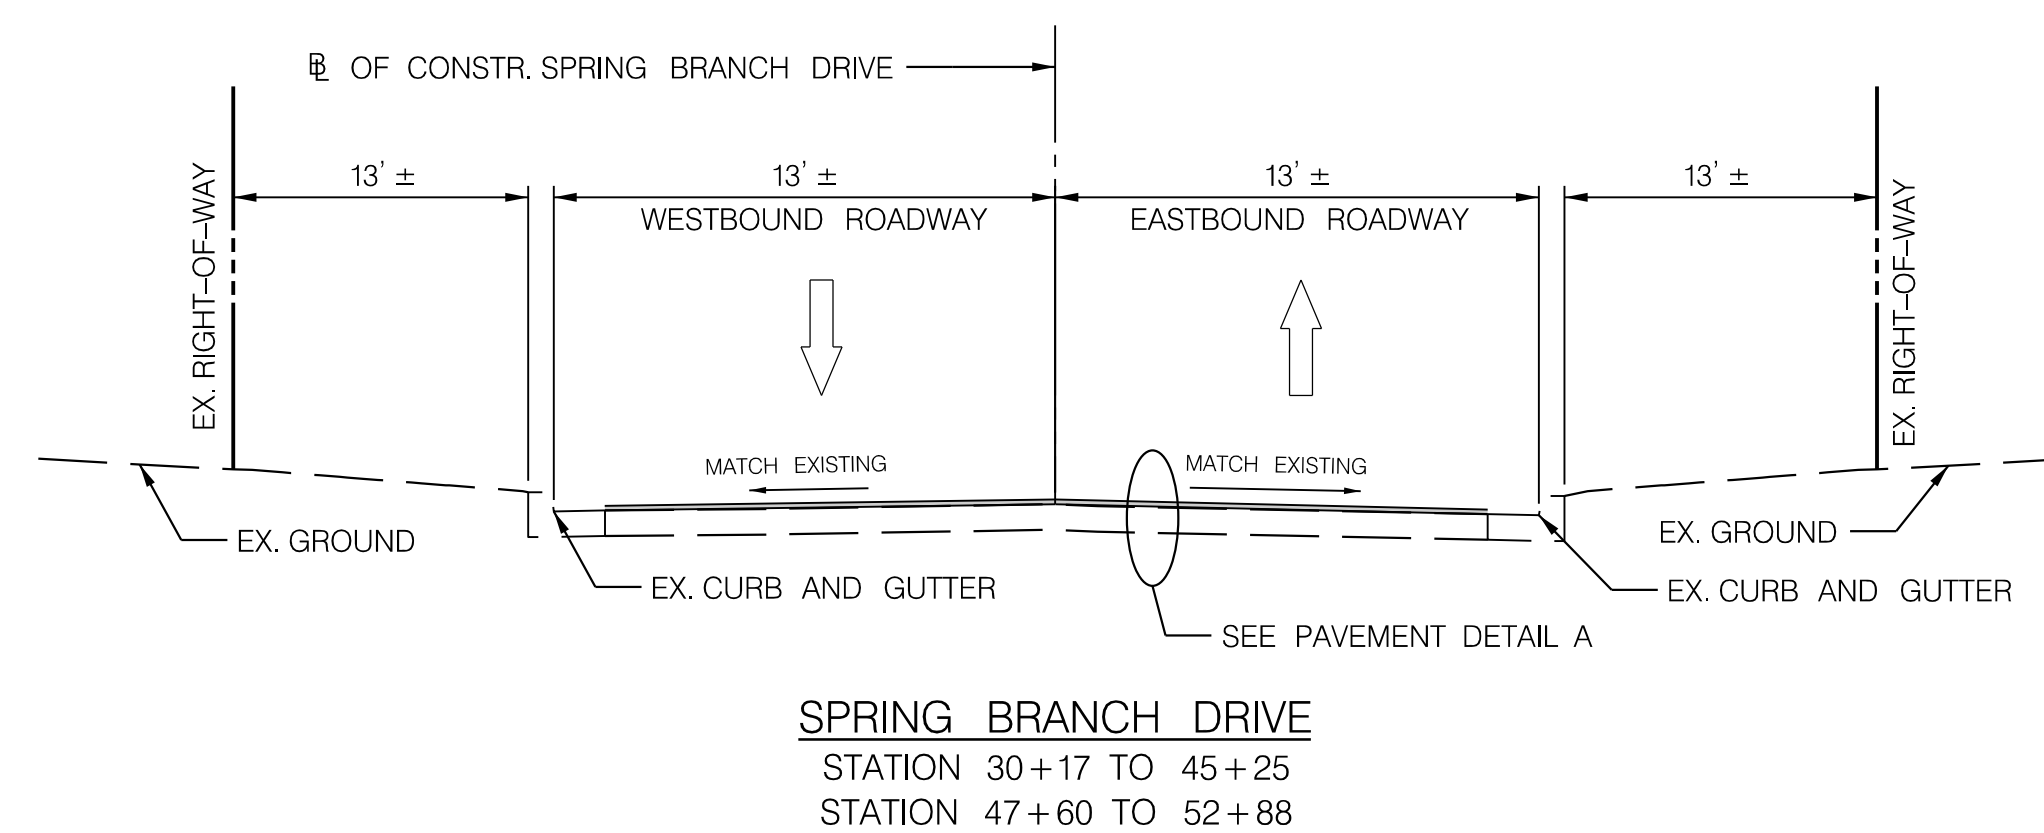 ℄ OF CONSTR. SPRING BRANCH DRIVE
EX. RIGHT-OF-WAY
13' ±
13' ±
13' ±
13' ±
EX. RIGHT-OF-WAY
WESTBOUND ROADWAY
EASTBOUND ROADWAY
MATCH EXISTING
MATCH EXISTING
EX. GROUND
EX. GROUND
EX. CURB AND GUTTER
EX. CURB AND GUTTER
SEE PAVEMENT DETAIL A
SPRING BRANCH DRIVE
STATION 30+17 TO 45+25
STATION 47+60 TO 52+88